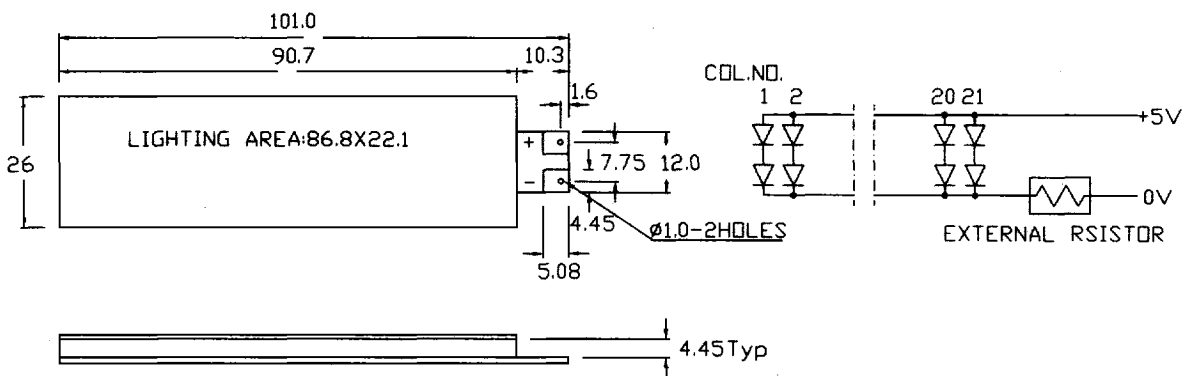 101.0
90.7
10.3
1.6
LIGHTING AREA:86.8X22.1
26
+
-
7.75
12.0
4.45
ø1.0-2HOLES
5.08
4.45Typ
COL.NO.
1 2 20 21
+5V
0V
EXTERNAL RSISTOR